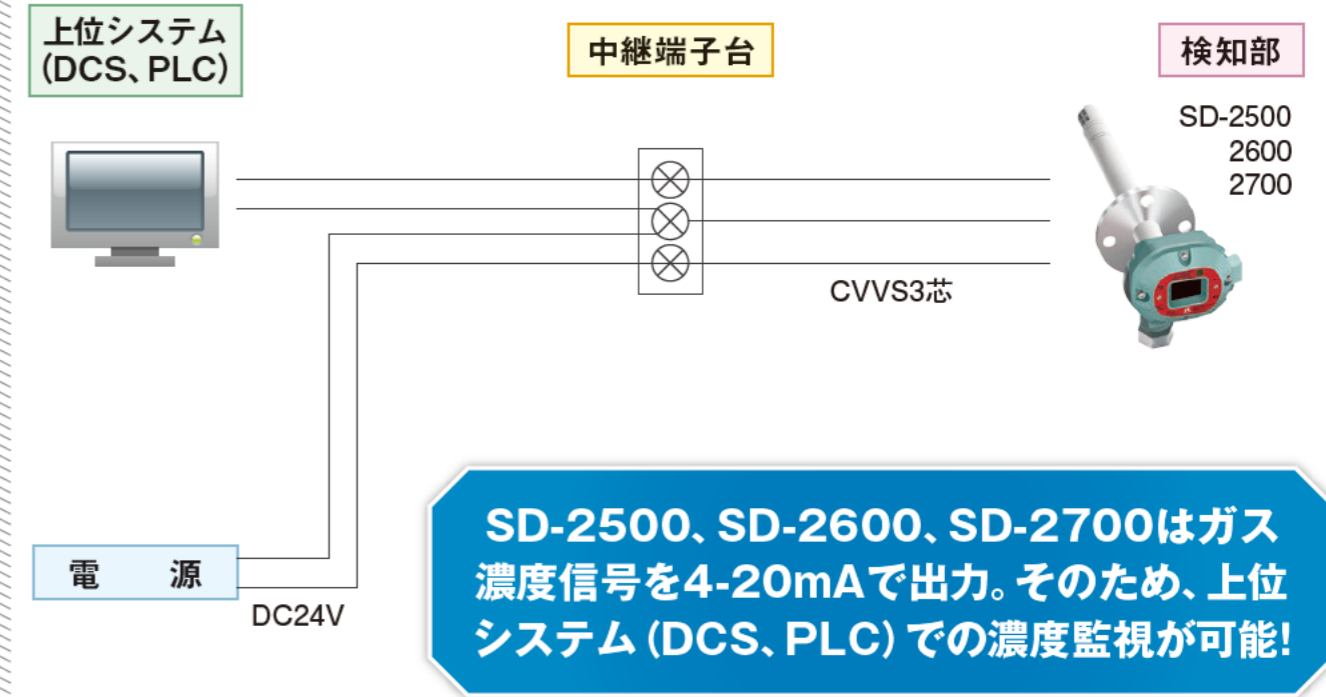 上位システム
(DCS、PLC)
中継端子台
検知部
SD-2500
2600
2700
CVVS3芯
電 源
DC24V
SD-2500、SD-2600、SD-2700はガス
濃度信号を4-20mAで出力。そのため、上位
システム(DCS、PLC)での濃度監視が可能!